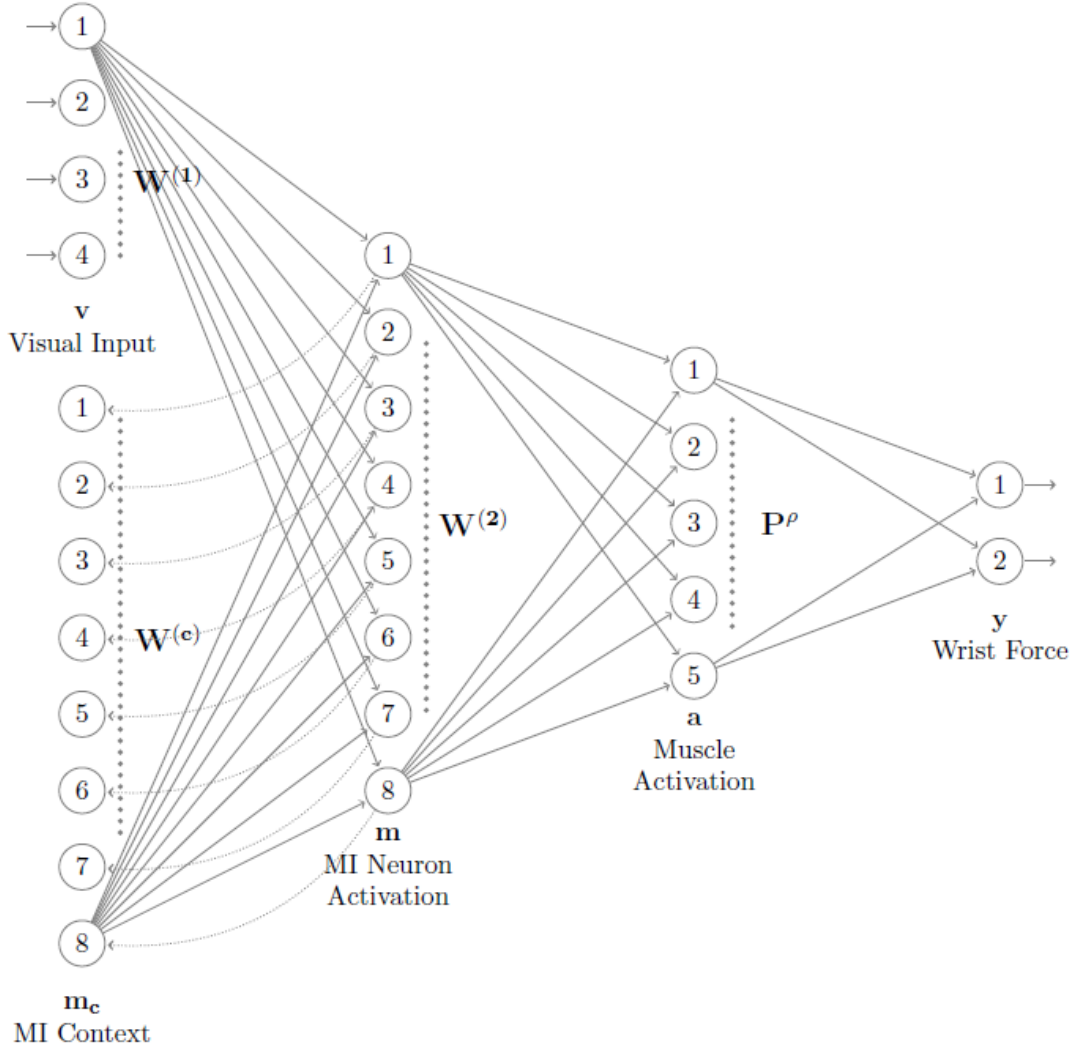 1
2
3
4
W(1)
v
Visual Input
1
2
3
4
5
6
7
8
W(c)
mc
MI Context
1
2
3
4
5
6
7
8
W(2)
m
MI Neuron
Activation
1
2
3
4
5
Pρ
a
Muscle
Activation
1
2
y
Wrist Force